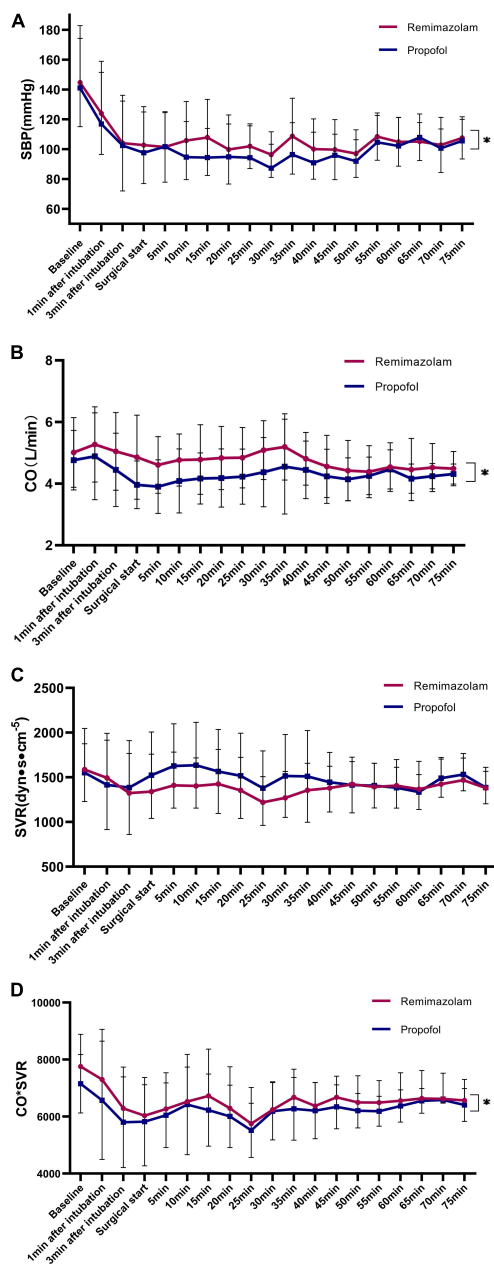 A
Remimazolam
Propofol
SBP(mmHg)
180
160
140
120
100
80
60
*
Baseline
1min after intubation
3min after intubation
Surgical start
5min
10min
15min
20min
25min
30min
35min
40min
45min
50min
55min
60min
65min
70min
75min
B
Remimazolam
Propofol
CO(L/min)
8
6
4
2
*
Baseline
1min after intubation
3min after intubation
Surgical start
5min
10min
15min
20min
25min
30min
35min
40min
45min
50min
55min
60min
65min
70min
75min
C
Remimazolam
Propofol
SVR(dyn•s•cm-5)
2500
2000
1500
1000
500
Baseline
1min after intubation
3min after intubation
Surgical start
5min
10min
15min
20min
25min
30min
35min
40min
45min
50min
55min
60min
65min
70min
75min
D
Remimazolam
Propofol
CO*SVR
10000
8000
6000
4000
*
Baseline
1min after intubation
3min after intubation
Surgical start
5min
10min
15min
20min
25min
30min
35min
40min
45min
50min
55min
60min
65min
70min
75min